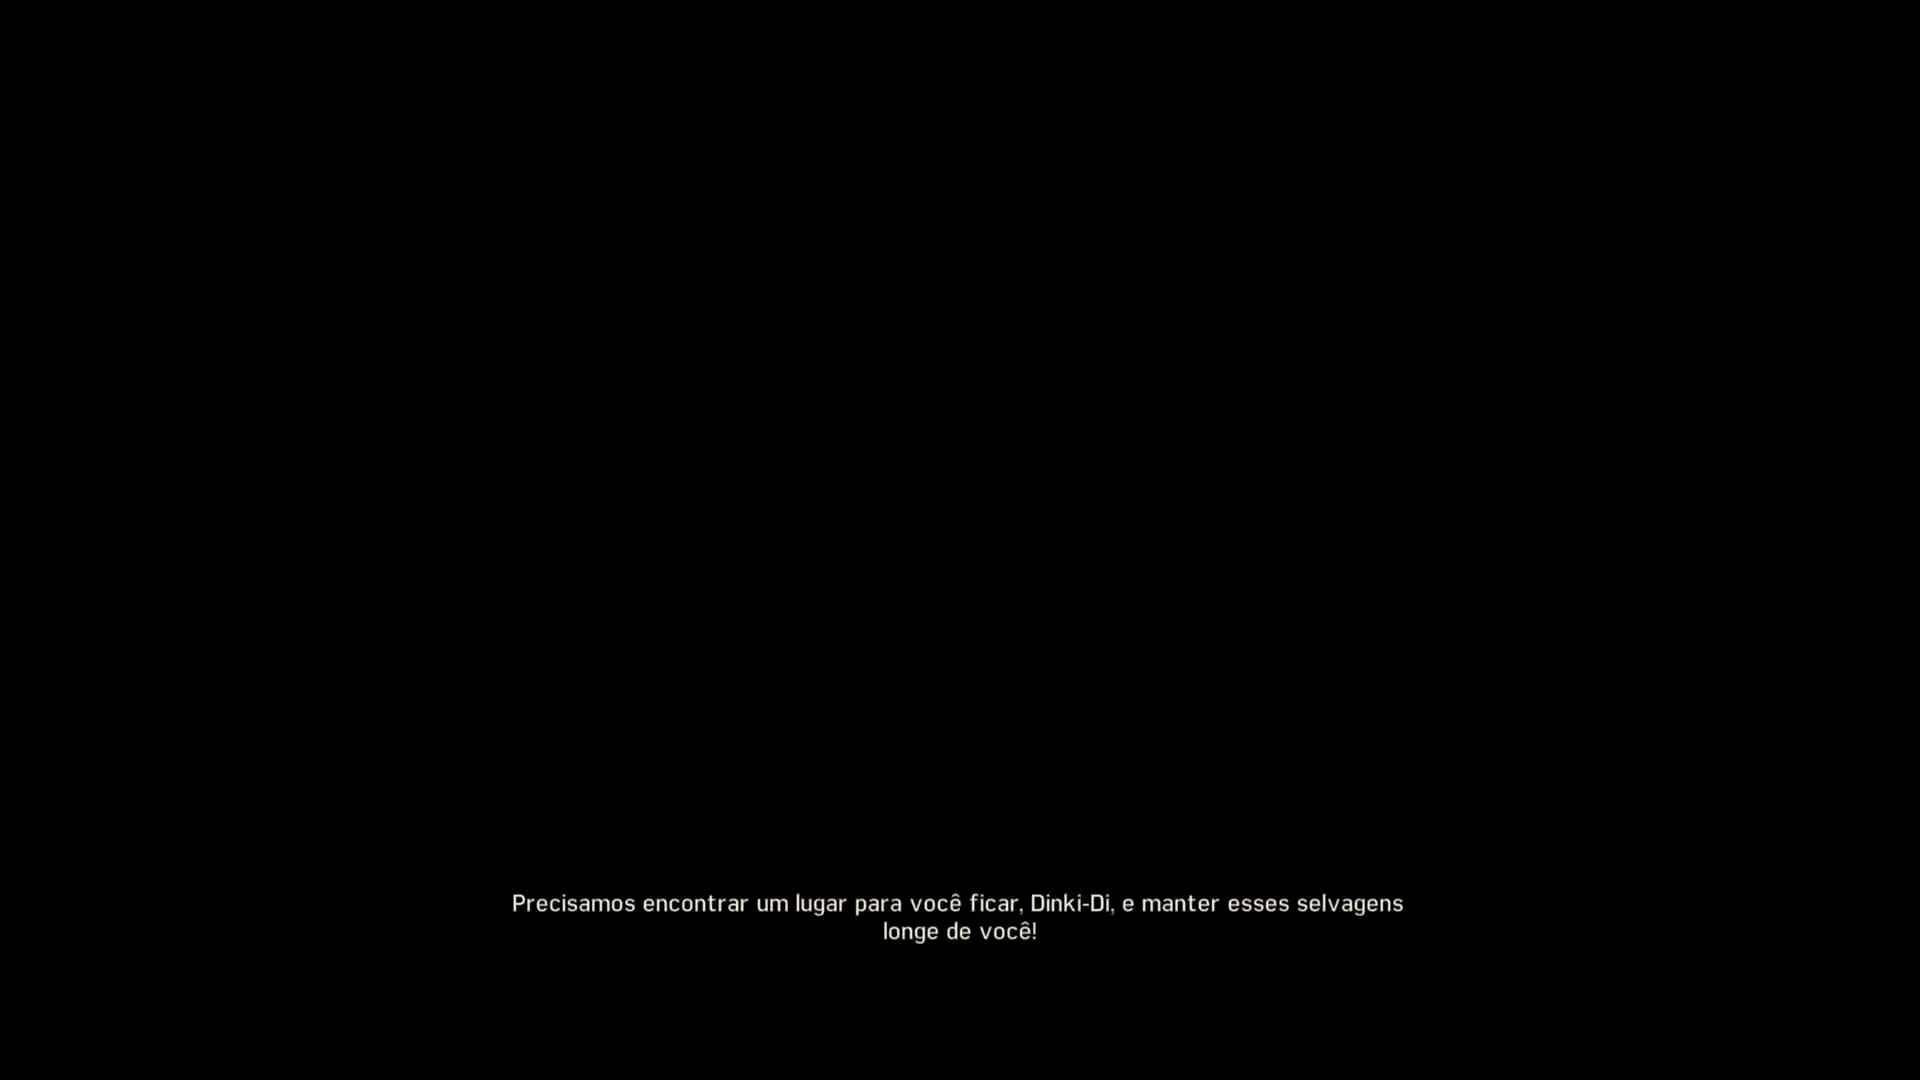 Precisamos encontrar um lugar para você ficar, Dinki-Di, e manter esses selvagens
longe de você!